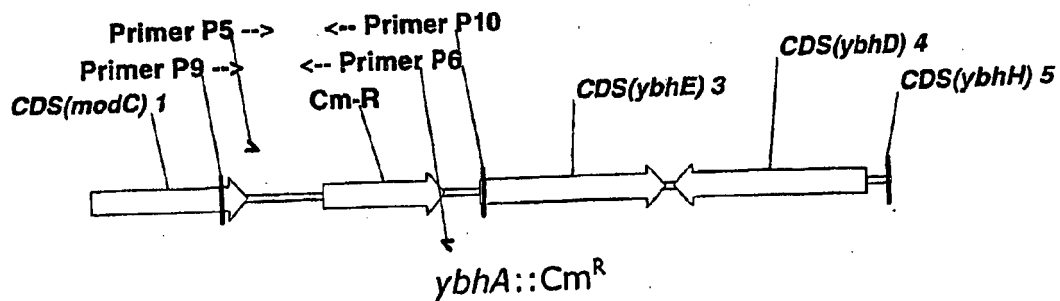 Primer P5 --> <-- Primer P10
Primer P9 --> <-- Primer P6
CDS(modC) 1
Cm-R
CDS(ybhE) 3
CDS(ybhD) 4
CDS(ybhH) 5
ybhA::Cm^R